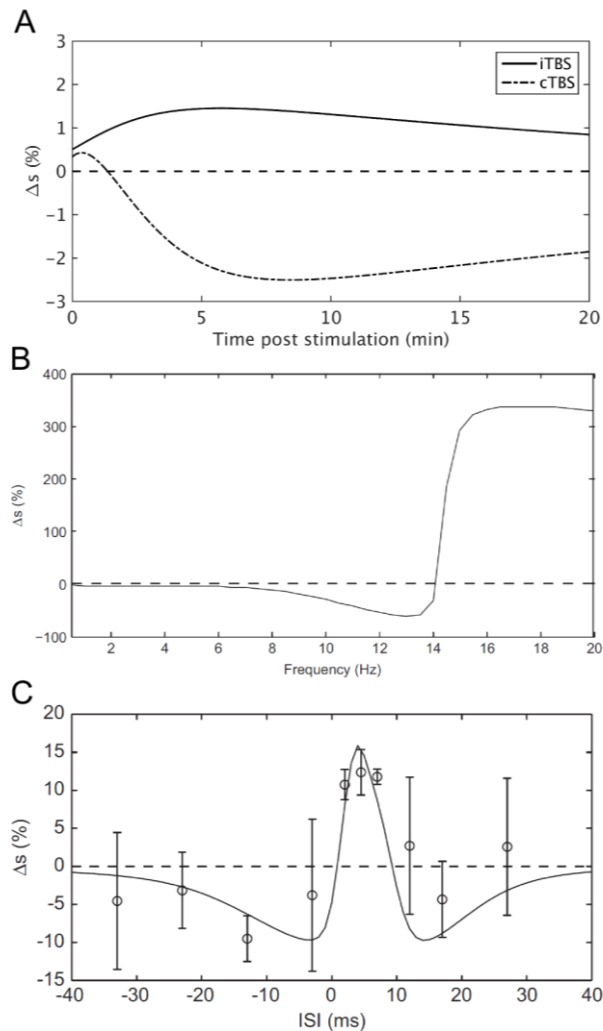 A
3
2
1
0
-1
-2
-3
Δs (%)
iTBS
cTBS
0 5 10 15 20
Time post stimulation (min)
B
400
300
200
100
0
−100
Δs (%)
2 4 6 8 10 12 14 16 18 20
Frequency (Hz)
C
20
15
10
5
0
-5
-10
-15
Δs (%)
-40 -30 -20 -10 0 10 20 30 40
ISI (ms)